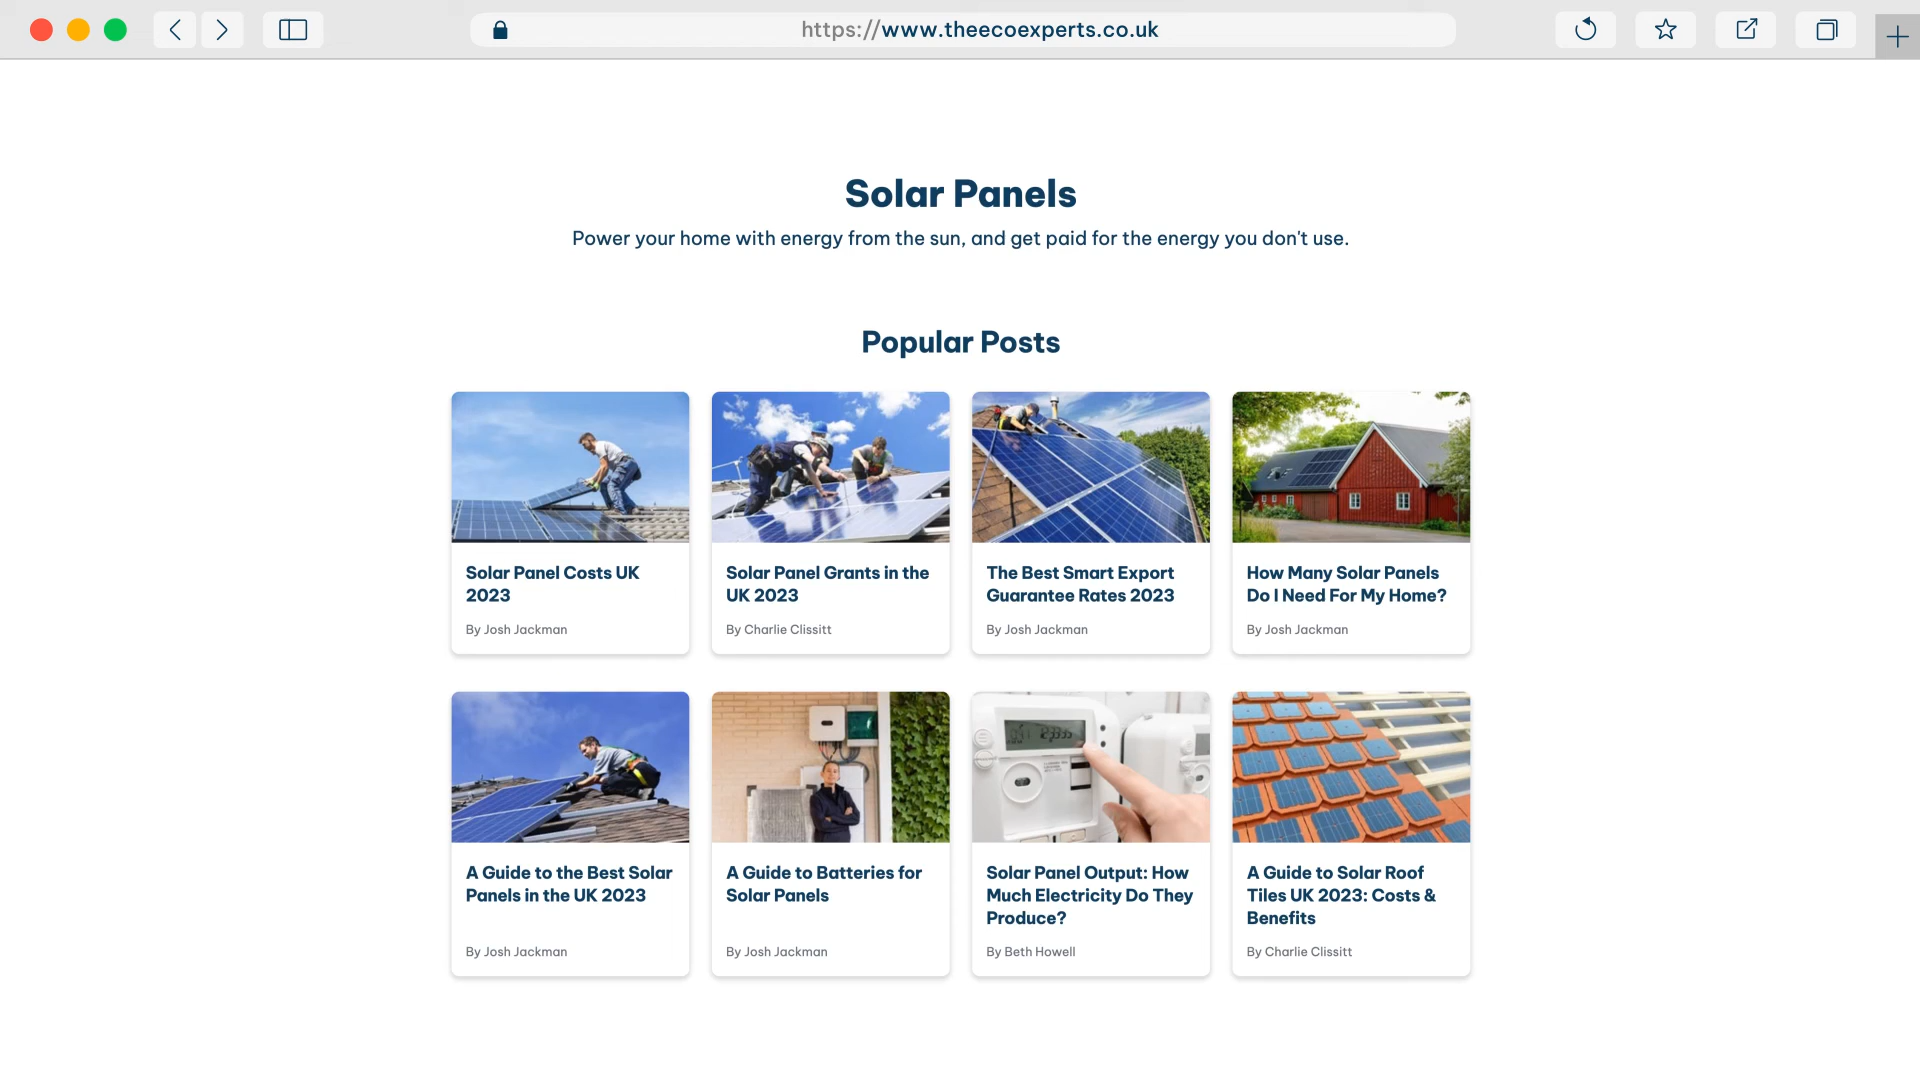 https://www.theecoexperts.co.uk
Solar Panels
Power your home with energy from the sun, and get paid for the energy you don't use.
Popular Posts
Solar Panel Costs UK
2023
By Josh Jackman
Solar Panel Grants in the
UK 2023
By Charlie Clissitt
The Best Smart Export
Guarantee Rates 2023
By Josh Jackman
How Many Solar Panels
Do I Need For My Home?
By Josh Jackman
A Guide to the Best Solar
Panels in the UK 2023
By Josh Jackman
A Guide to Batteries for
Solar Panels
By Josh Jackman
Solar Panel Output: How
Much Electricity Do They
Produce?
By Beth Howell
A Guide to Solar Roof
Tiles UK 2023: Costs &
Benefits
By Charlie Clissitt